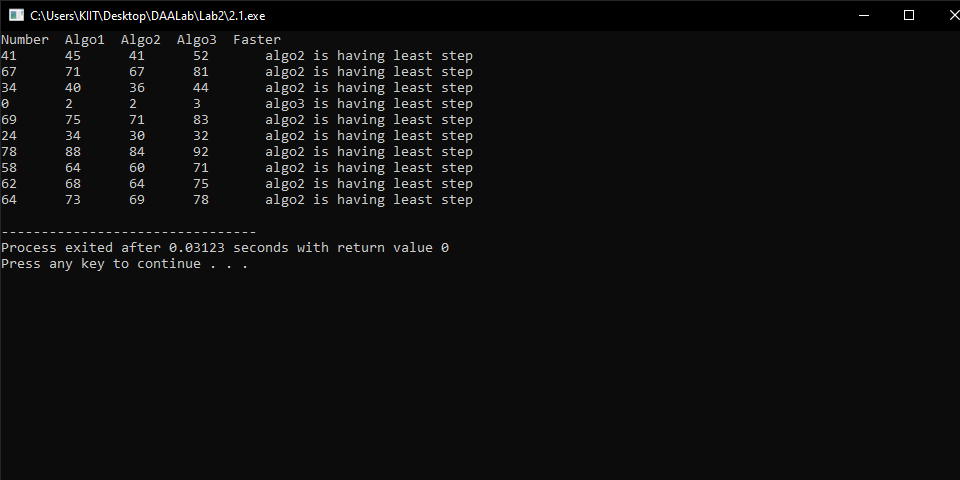 C:\Users\KIIT\Desktop\DAALab\Lab2\2.1.exe
Number  Algo1  Algo2  Algo3  Faster
41      45      41      52       algo2 is having least step
67      71      67      81       algo2 is having least step
34      40      36      44       algo2 is having least step
0       2       2       3        algo3 is having least step
69      75      71      83       algo2 is having least step
24      34      30      32       algo2 is having least step
78      88      84      92       algo2 is having least step
58      64      60      71       algo2 is having least step
62      68      64      75       algo2 is having least step
64      73      69      78       algo2 is having least step
--------------------------------
Process exited after 0.03123 seconds with return value 0
Press any key to continue . . .